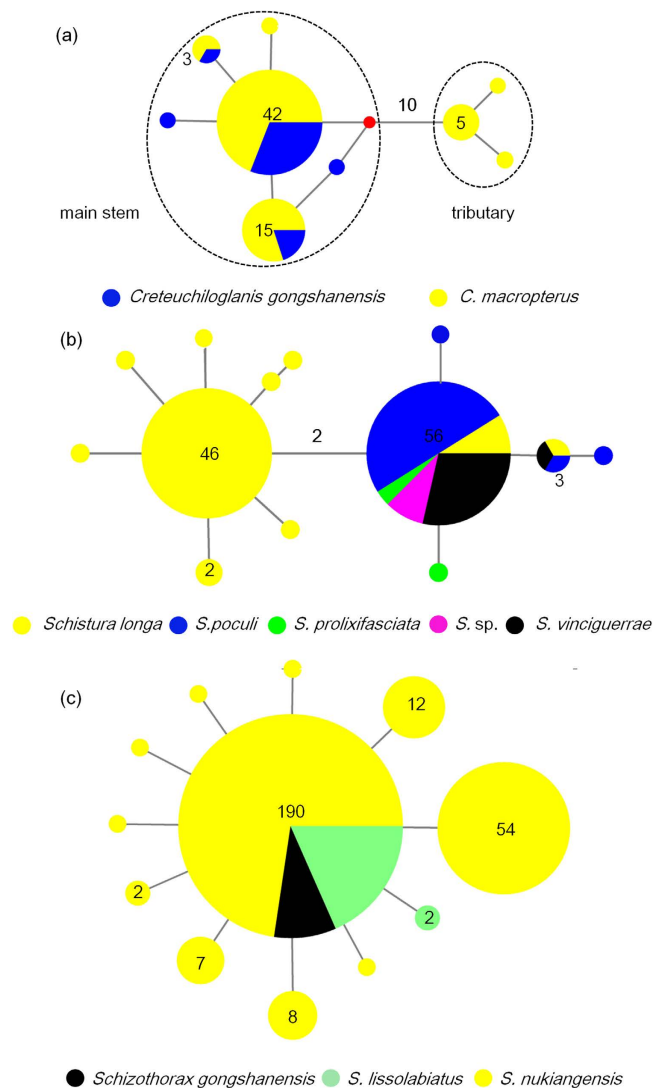 (a)
3
42
10
5
15
main stem
tributary
Creteuchiloglanis gongshanensis C. macropterus
(b)
46
2
56
3
2
Schistura longa S.poculi S. prolixifasciata S. sp. S. vinciguerrae
(c)
12
190
54
2
2
7
8
Schizothorax gongshanensis S. lissolabiatus S. nukiangensis